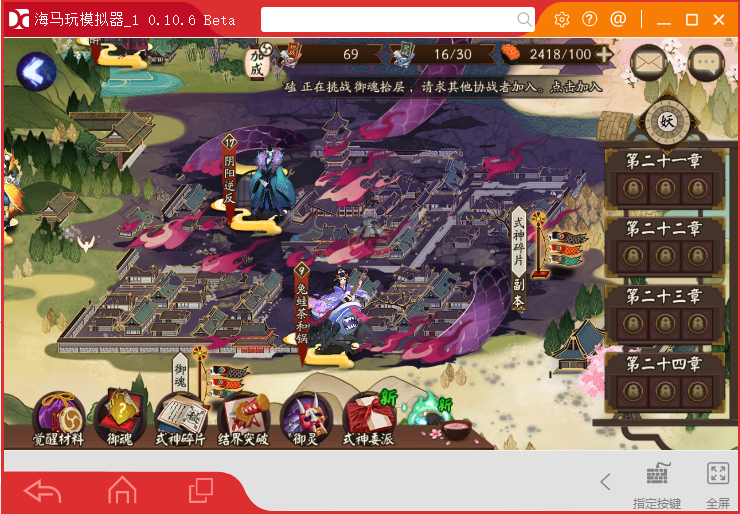 海马玩模拟器_1 0.10.6 Beta
加成
69
16/30
2418/100
磕 正在挑战御魂拾层，请求其他协战者加入。点击加入
妖
17
阴阳逆反
第二十一章
第二十二章
第二十三章
第二十四章
式神碎片
副本
9
兔蛙茶和锅
御魂
觉醒材料
御魂
式神碎片
结界突破
御灵
式神委派
新
新
指定按键
全屏